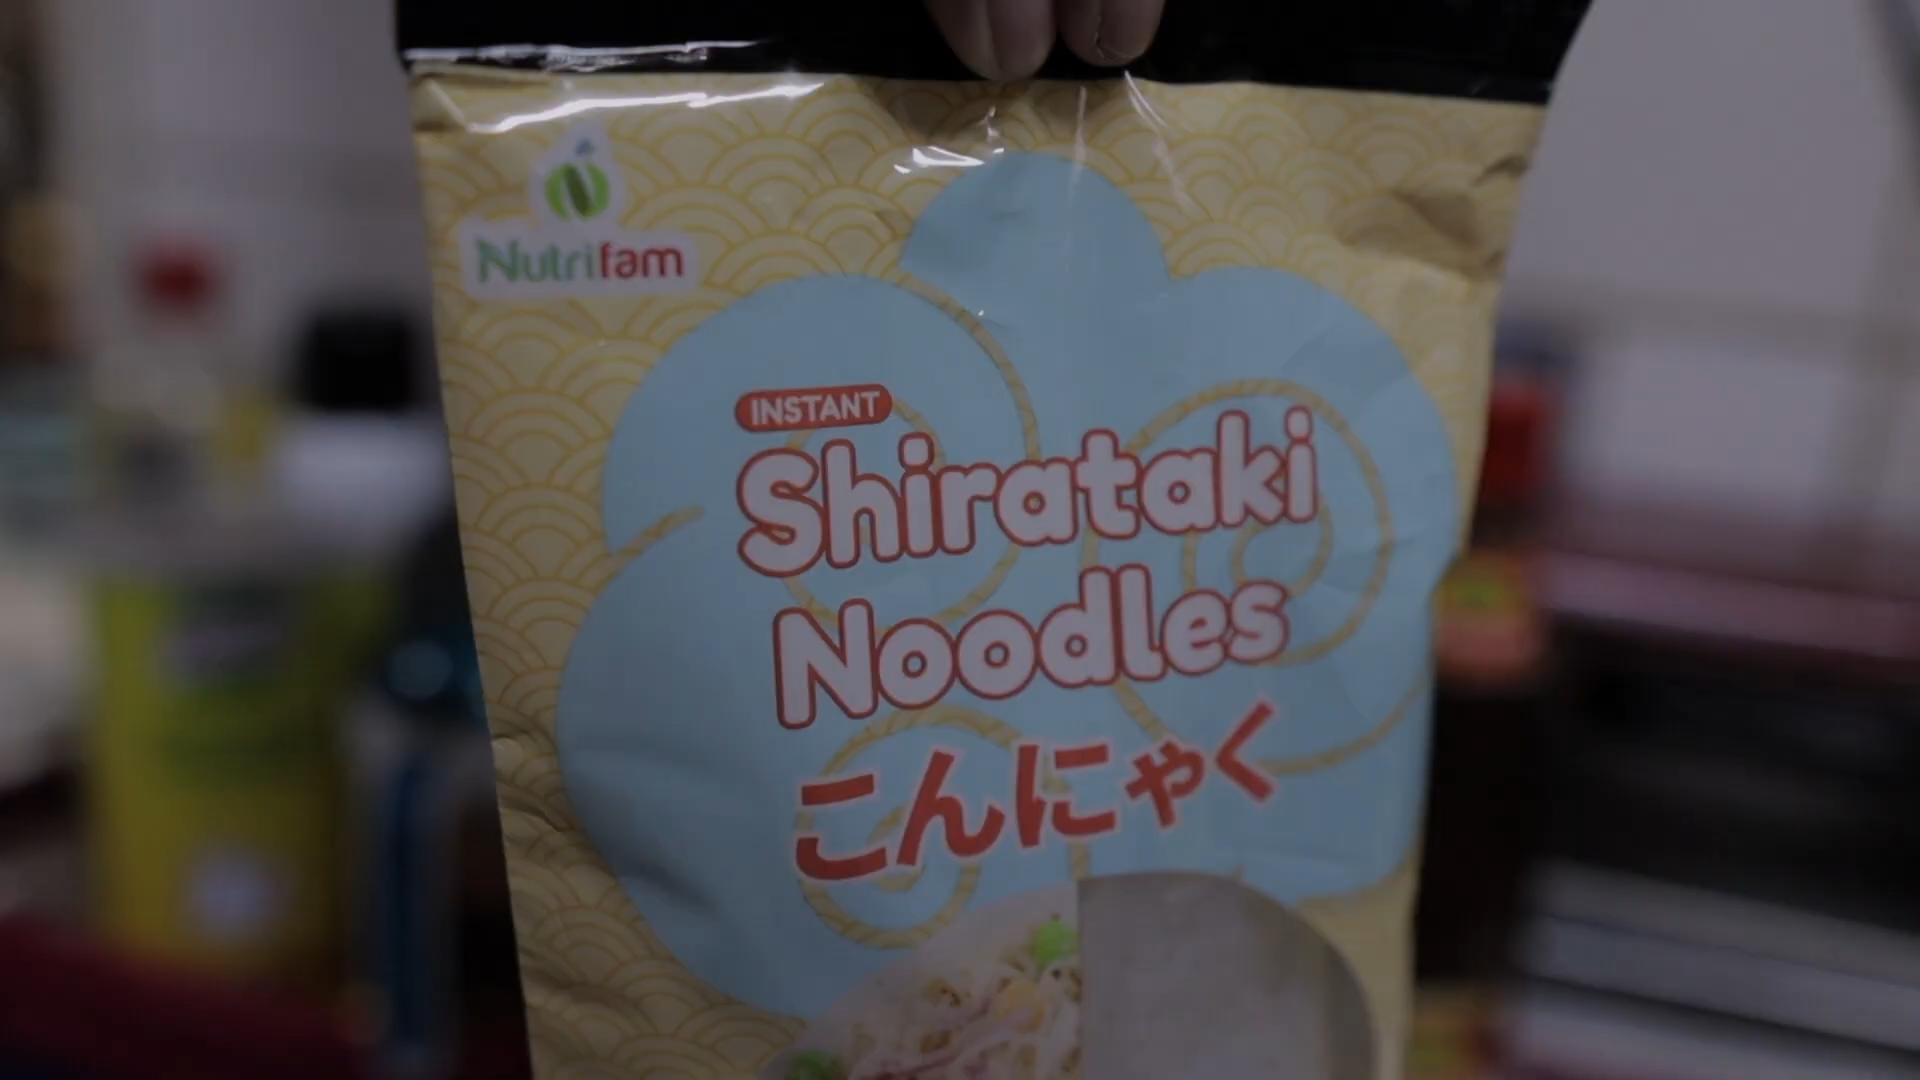 Nutrifam
INSTANT
Shirataki
Noodles
こんにゃく